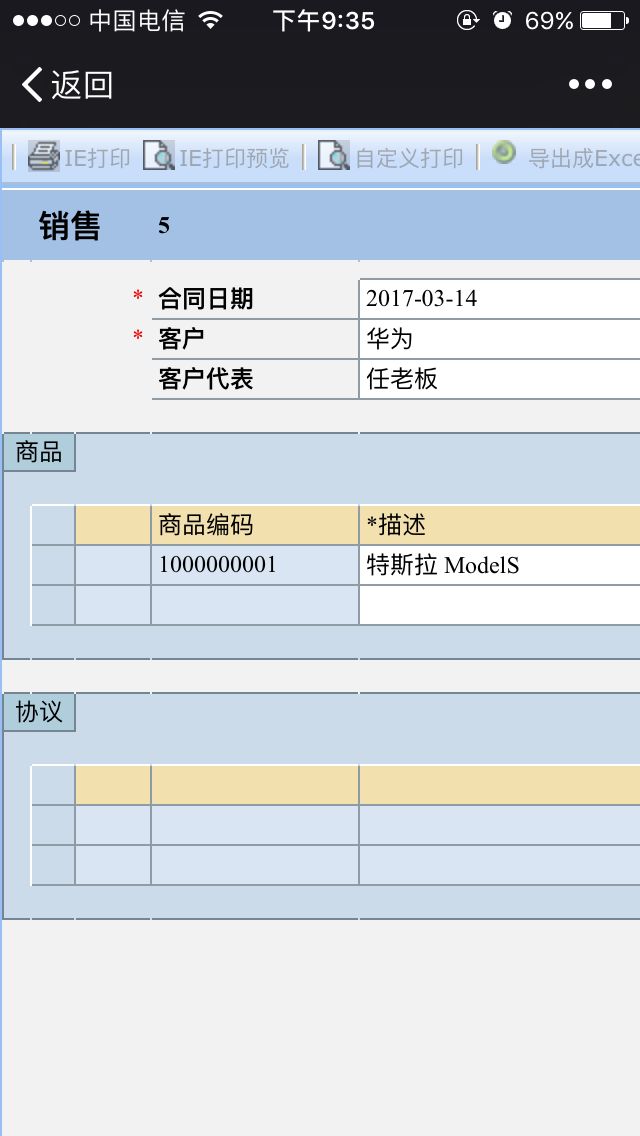 中国电信 下午9:35 69%
返回
IE打印 IE打印预览 自定义打印 导出成Exce
销售 5
* 合同日期 2017-03-14
* 客户 华为
客户代表 任老板
商品
商品编码 *描述
1000000001 特斯拉 ModelS
协议